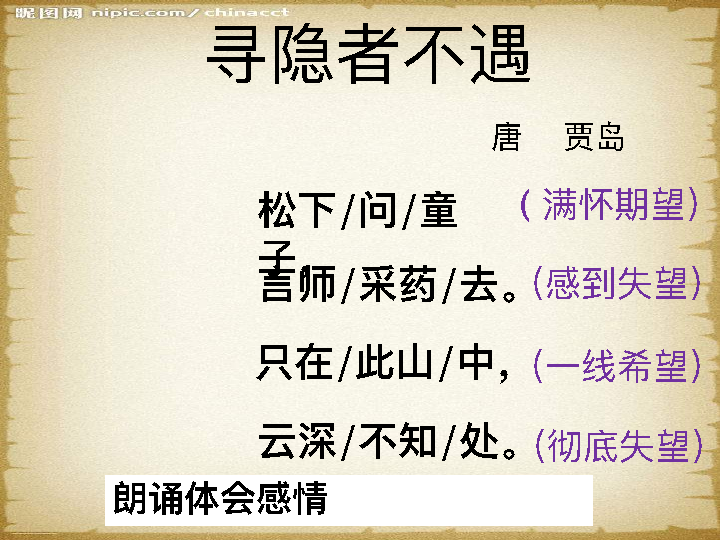 昵图网 nipic.com/chinacct
寻隐者不遇
唐 贾岛
松下/问/童
子,
(满怀期望)
言师/采药/去。(感到失望)
只在/此山/中，(一线希望)
云深/不知/处。(彻底失望)
朗诵体会感情